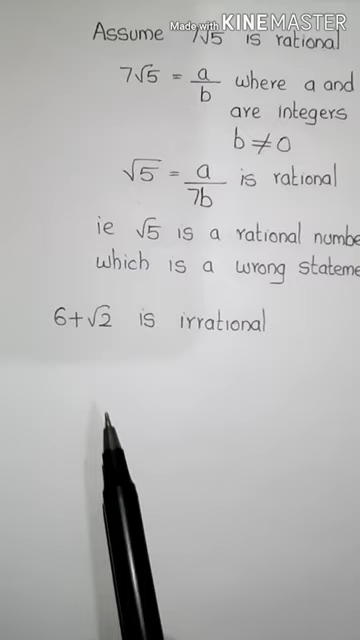 Made with KINEMASTER
Assume 7√5 is rational
7√5 = a/b where a and
are integers
b ≠ 0
√5 = a/7b is rational
ie √5 is a rational numbe
which is a wrong stateme
6+√2 is irrational